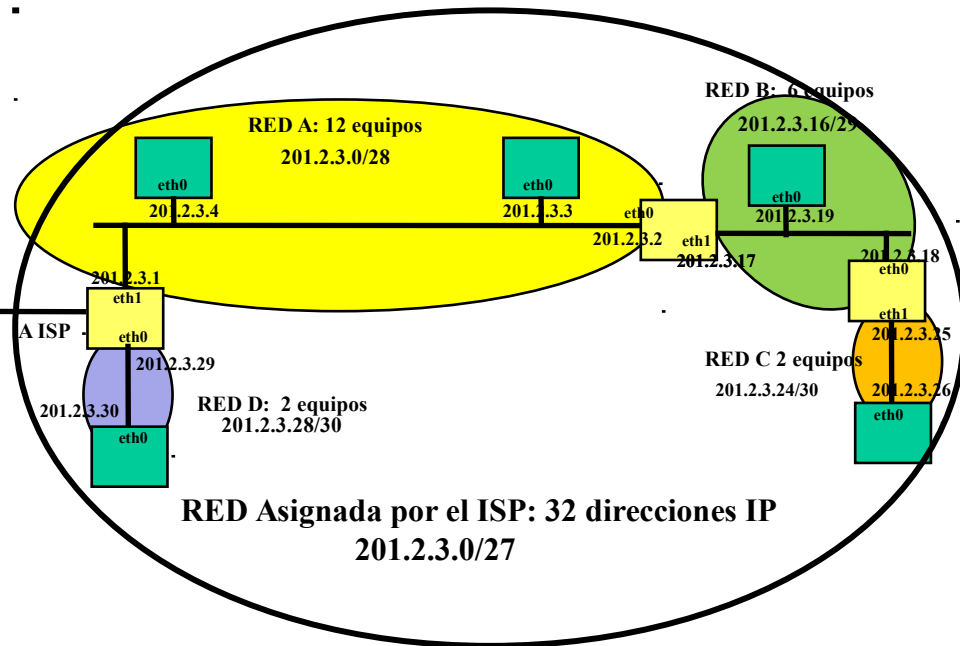 RED B: 6 equipos
201.2.3.16/29
RED A: 12 equipos
201.2.3.0/28
eth0
201.2.3.4
eth0
201.2.3.3
eth0
201.2.3.2
eth0
201.2.3.19
eth1
201.2.3.17
201.2.3.18
eth0
eth1
201.2.3.25
201.2.3.1
eth1
A ISP
eth0
201.2.3.29
RED C 2 equipos
201.2.3.24/30
201.2.3.26
eth0
201.2.3.30
eth0
RED D: 2 equipos
201.2.3.28/30
RED Asignada por el ISP: 32 direcciones IP
201.2.3.0/27